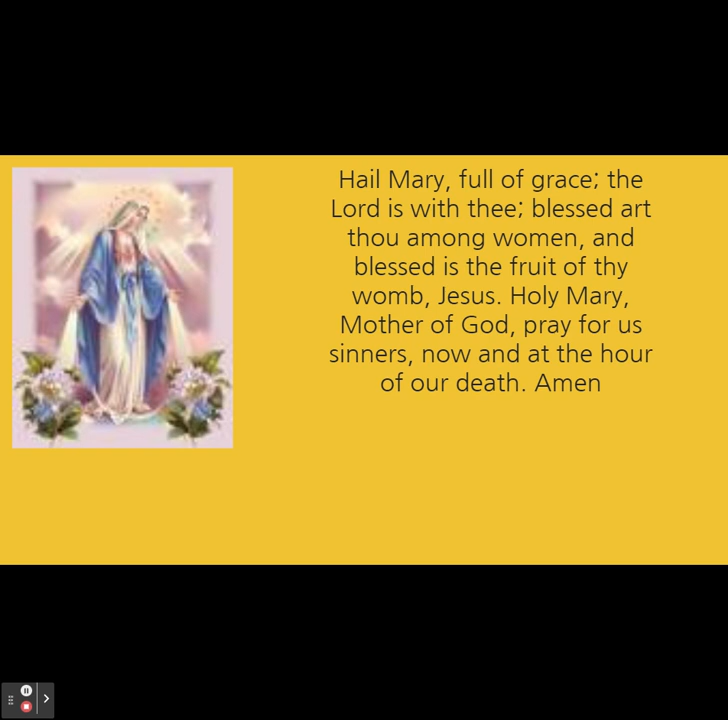 Hail Mary, full of grace; the
Lord is with thee; blessed art
thou among women, and
blessed is the fruit of thy
womb, Jesus. Holy Mary,
Mother of God, pray for us
sinners, now and at the hour
of our death. Amen